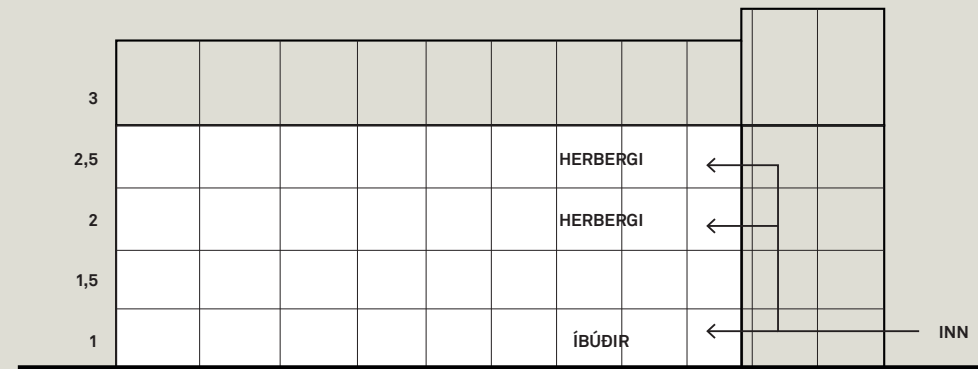 3
2,5 HERBERGI
2 HERBERGI
1,5
1 ÍBÚÐIR INN